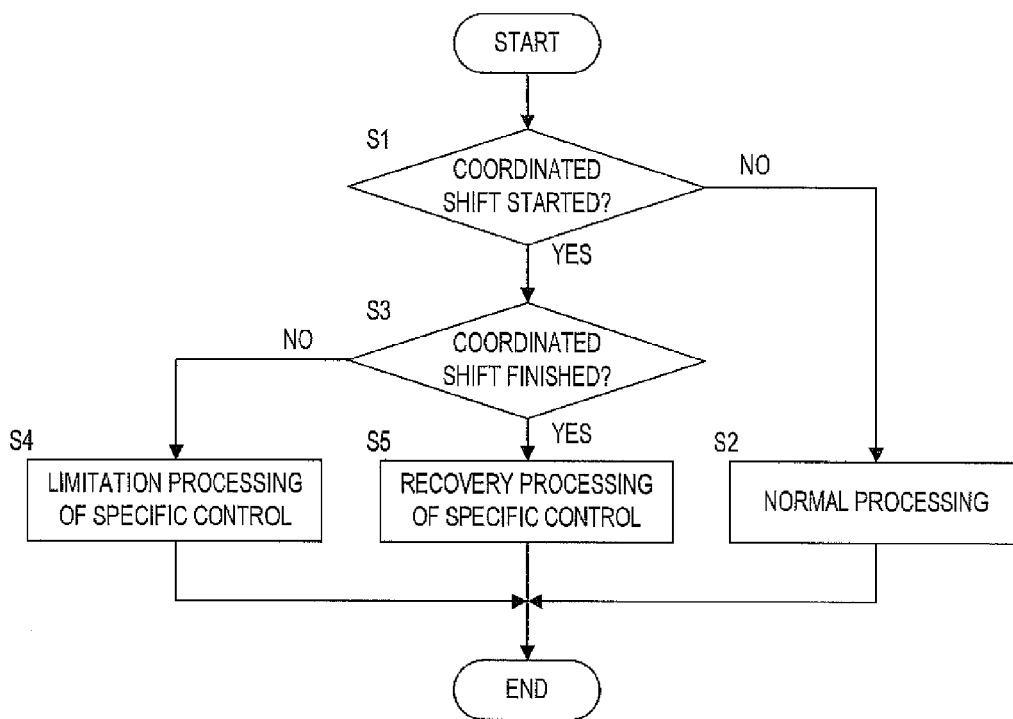 START
S1
COORDINATED
SHIFT STARTED?
NO
YES
S3
COORDINATED
SHIFT FINISHED?
NO
YES
S4
LIMITATION PROCESSING
OF SPECIFIC CONTROL
S5
RECOVERY PROCESSING
OF SPECIFIC CONTROL
S2
NORMAL PROCESSING
END